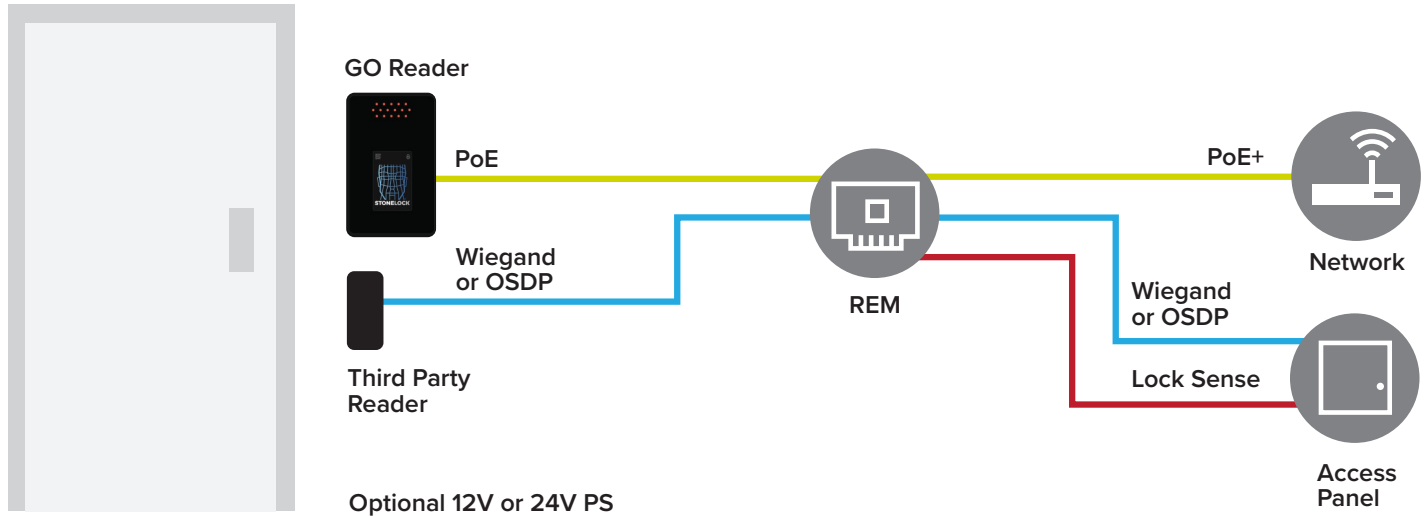 GO Reader
STONELOCK
PoE
Wiegand
or OSDP
Third Party
Reader
Optional 12V or 24V PS
REM
PoE+
Network
Wiegand
or OSDP
Lock Sense
Access
Panel